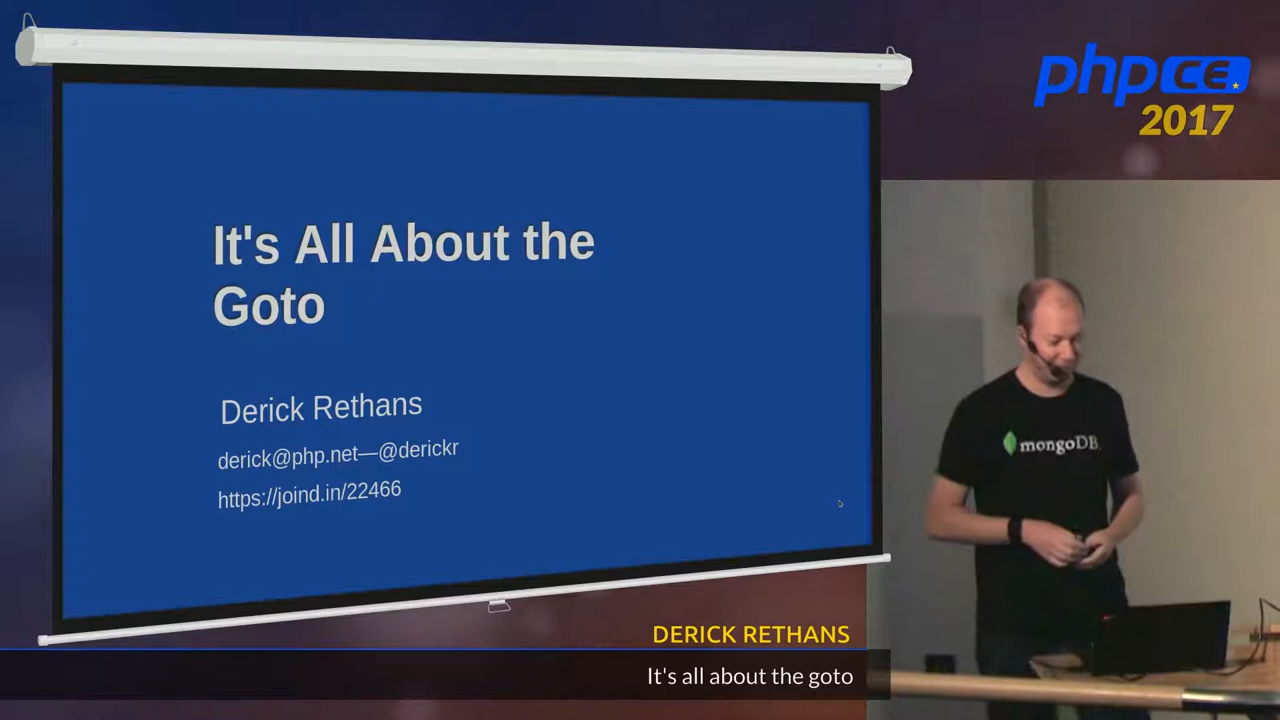 It's All About the
Goto
Derick Rethans
derick@php.net—@derickr
https://joind.in/22466
phpCE
2017
mongoDB
DERICK RETHANS
It's all about the goto